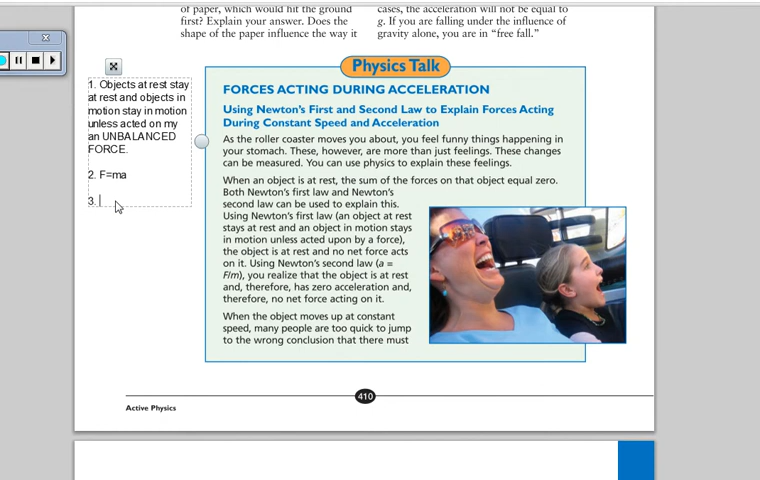 of paper, which would hit the ground
first? Explain your answer. Does the
shape of the paper influence the way it
cases, the acceleration will not be equal to
g. If you are falling under the influence of
gravity alone, you are in “free fall.”
1. Objects at rest stay
at rest and objects in
motion stay in motion
unless acted on my
an UNBALANCED
FORCE.
2. F=ma
3.
Physics Talk
FORCES ACTING DURING ACCELERATION
Using Newton’s First and Second Law to Explain Forces Acting
During Constant Speed and Acceleration
As the roller coaster moves you about, you feel funny things happening in
your stomach. These, however, are more than just feelings. These changes
can be measured. You can use physics to explain these feelings.
When an object is at rest, the sum of the forces on that object equal zero.
Both Newton’s first law and Newton’s
second law can be used to explain this.
Using Newton’s first law (an object at rest
stays at rest and an object in motion stays
in motion unless acted upon by a force),
the object is at rest and no net force acts
on it. Using Newton’s second law (a =
F/m), you realize that the object is at rest
and, therefore, has zero acceleration and,
therefore, no net force acting on it.
When the object moves up at constant
speed, many people are too quick to jump
to the wrong conclusion that there must
410
Active Physics